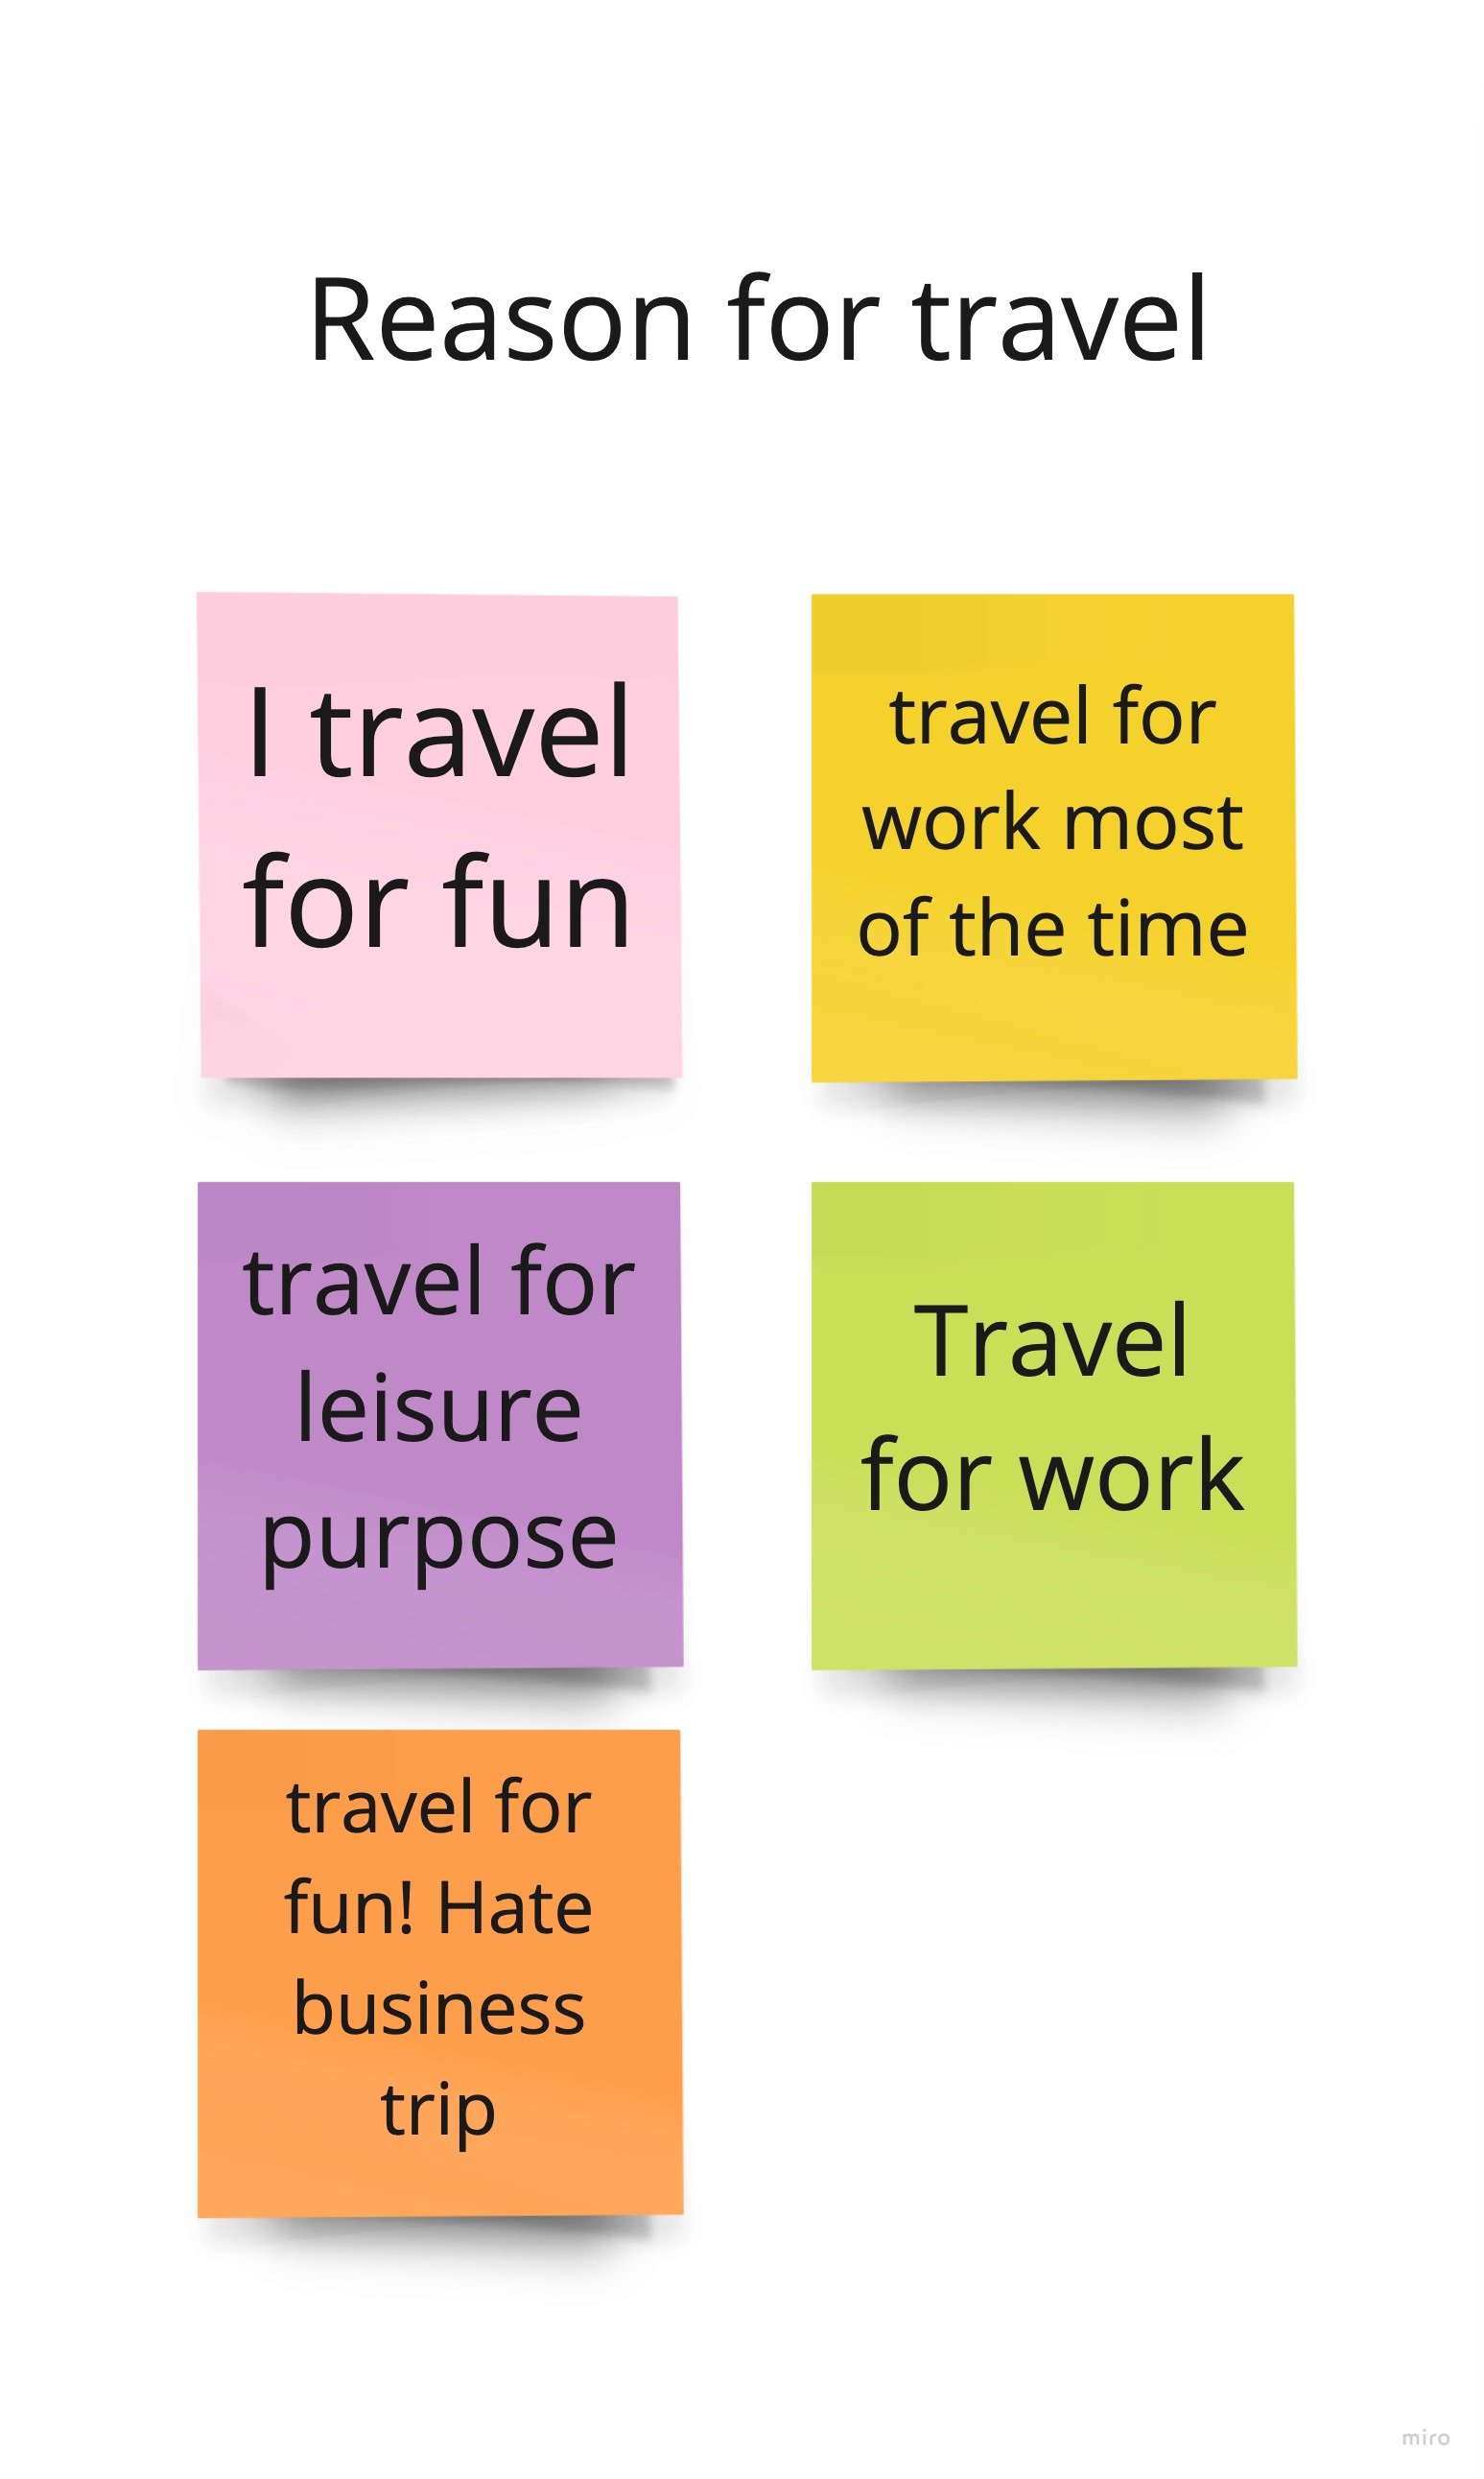 Reason for travel
I travel
for fun
travel for
work most
of the time
travel for
leisure
purpose
Travel
for work
travel for
fun! Hate
business
trip
miro